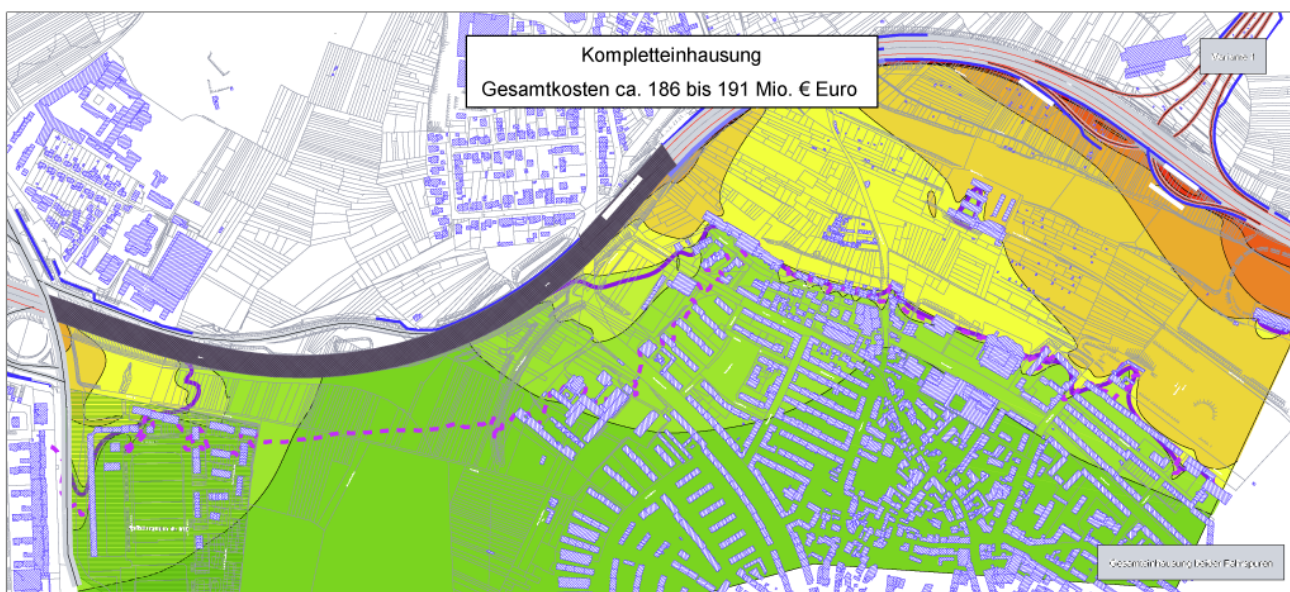 Kompletteinhausung
Gesamtkosten ca. 186 bis 191 Mio. € Euro
Variante 1
Gesamteinhausung beider Fahrspuren